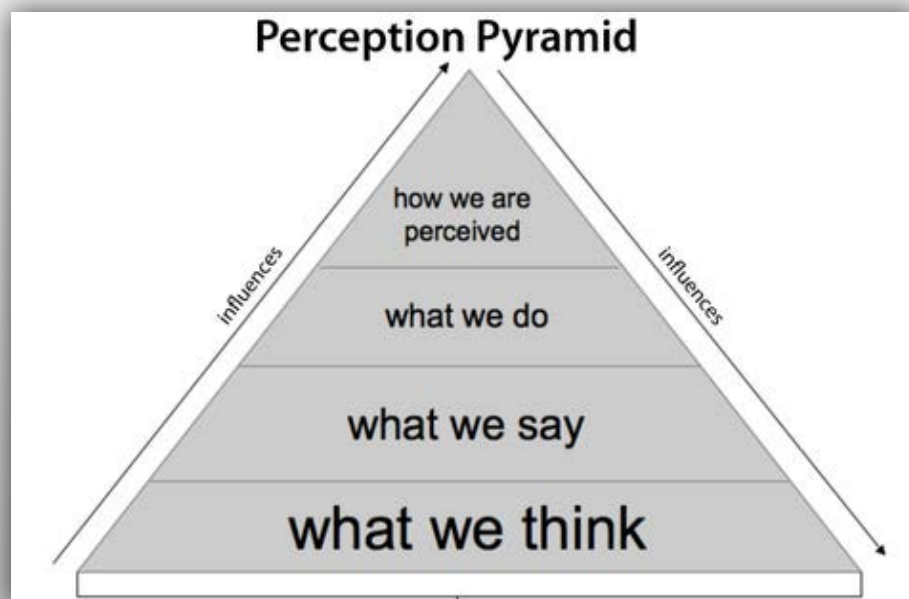 Perception Pyramid
influences
influences
how we are
perceived
what we do
what we say
what we think